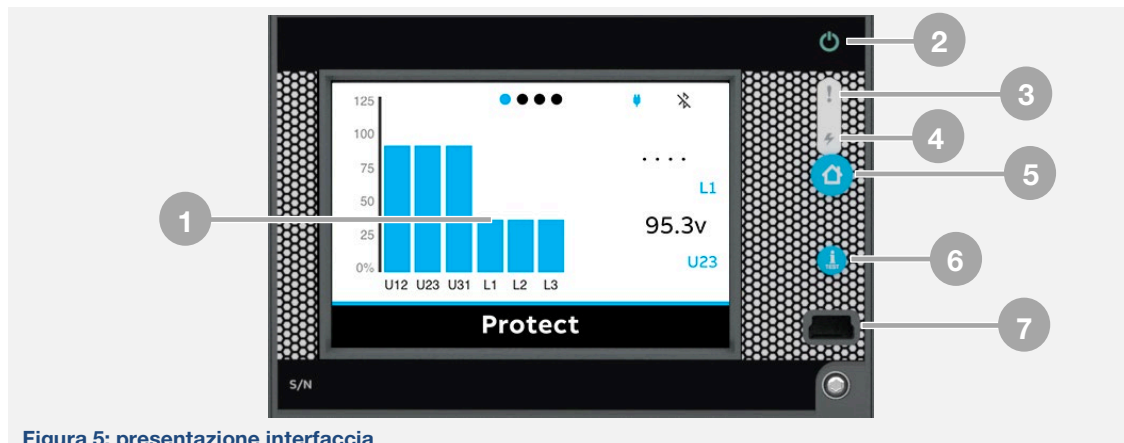 2
3
4
5
6
7
1
125
100
75
50
25
0%
U12 U23 U31 L1 L2 L3
. . . .
L1
95.3v
U23
Protect
i
TEST
S/N
Figura 5: presentazione interfaccia